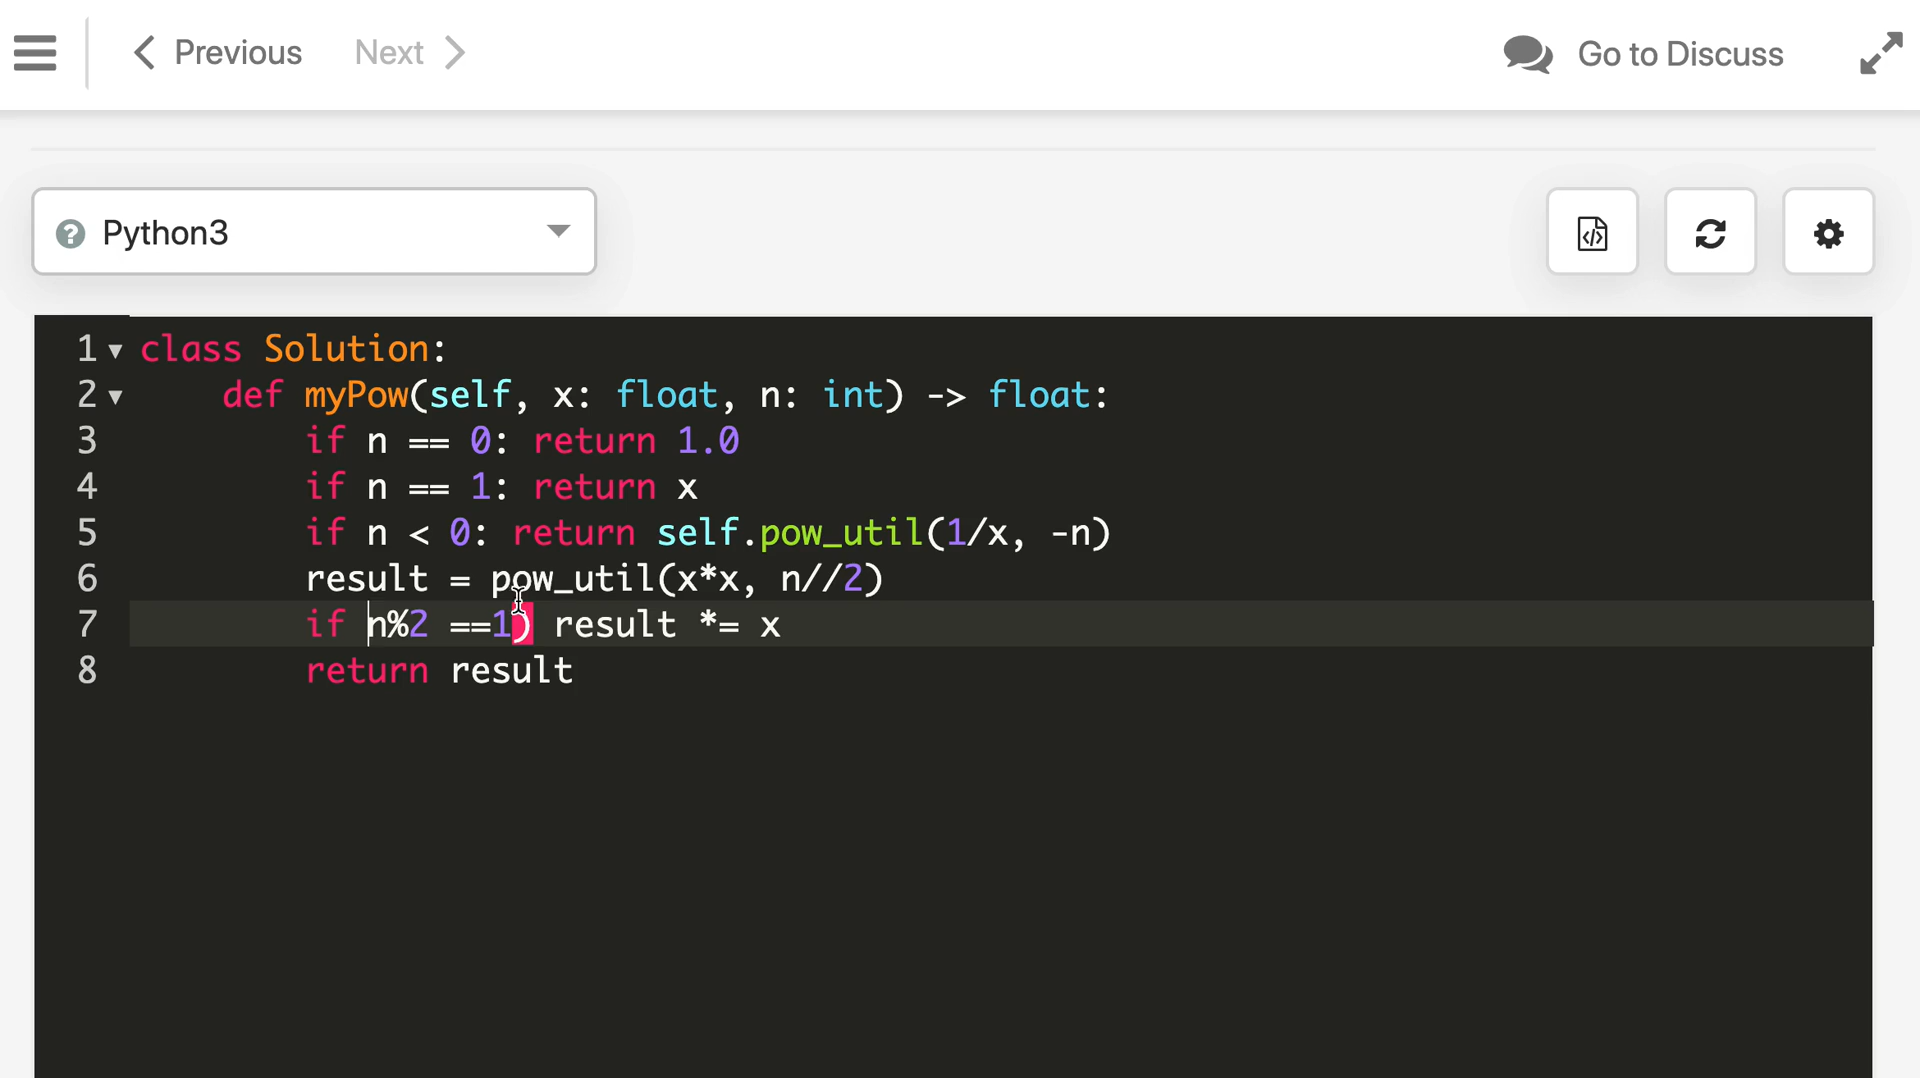 Previous Next Go to Discuss
Python3
1 class Solution:
2 def myPow(self, x: float, n: int) -> float:
3 if n == 0: return 1.0
4 if n == 1: return x
5 if n < 0: return self.pow_util(1/x, -n)
6 result = pow_util(x*x, n//2)
7 if n%2 ==1) result *= x
8 return result